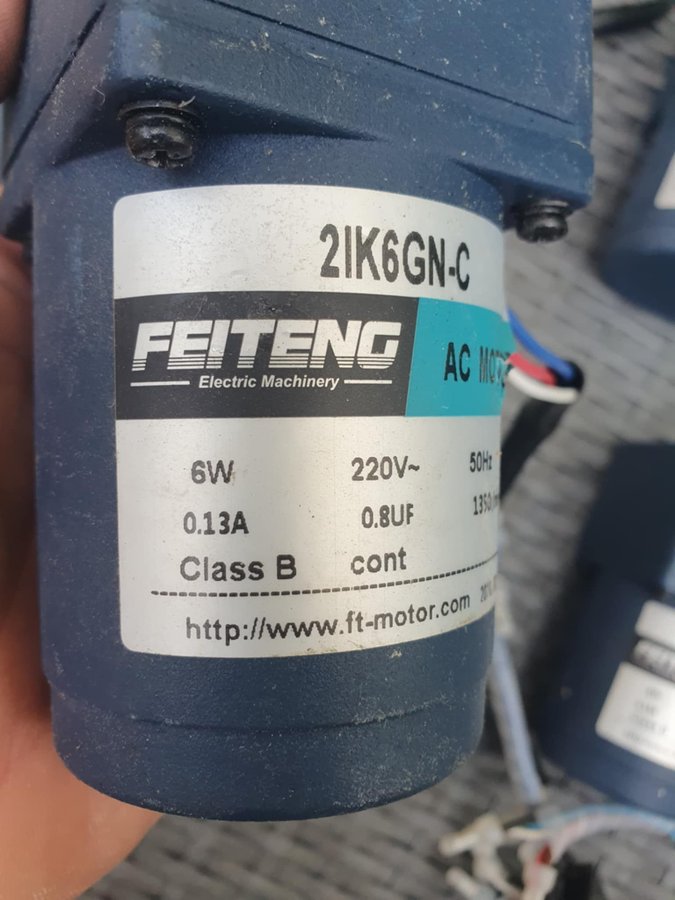 2IK6GN-C
FEITENG
Electric Machinery
AC
6W 220V~ 50Hz
0.13A 0.8UF
Class B cont
http://www.ft-motor.com